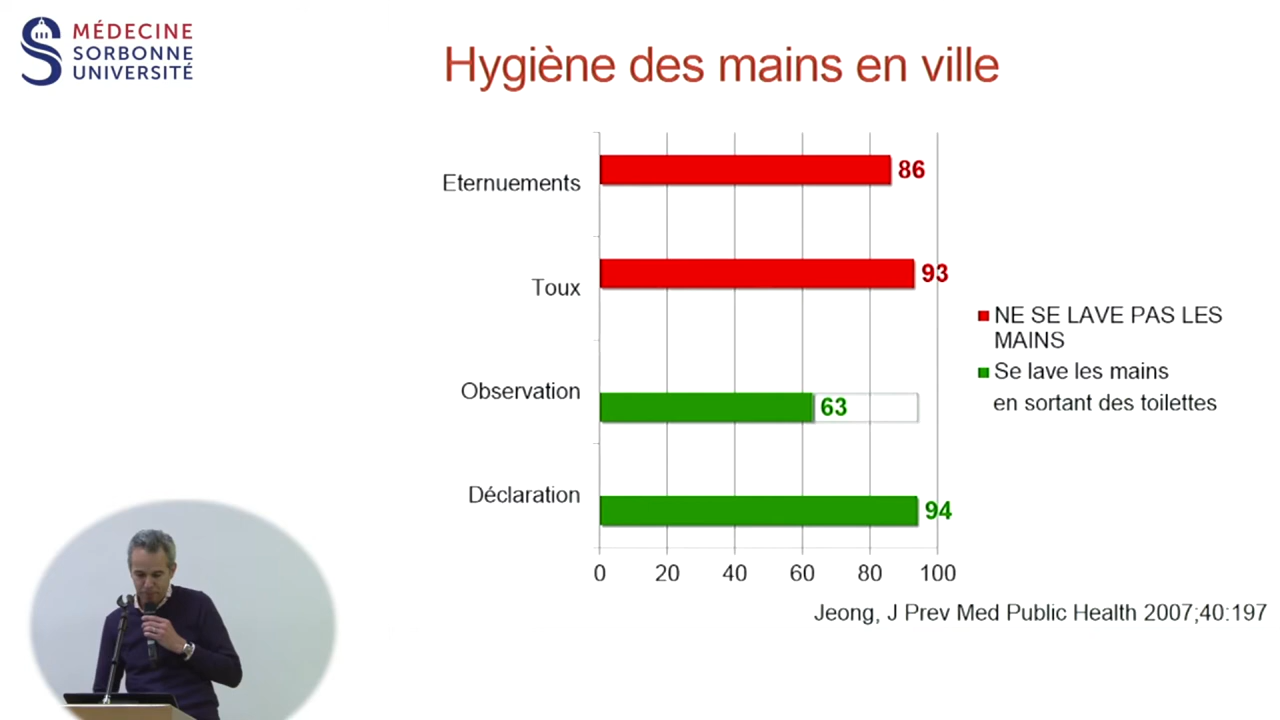 MÉDECINE
SORBONNE
UNIVERSITÉ
Hygiène des mains en ville
Eternuements
86
Toux
93
Observation
63
Déclaration
94
0 20 40 60 80 100
NE SE LAVE PAS LES
MAINS
Se lave les mains
en sortant des toilettes
Jeong, J Prev Med Public Health 2007;40:197